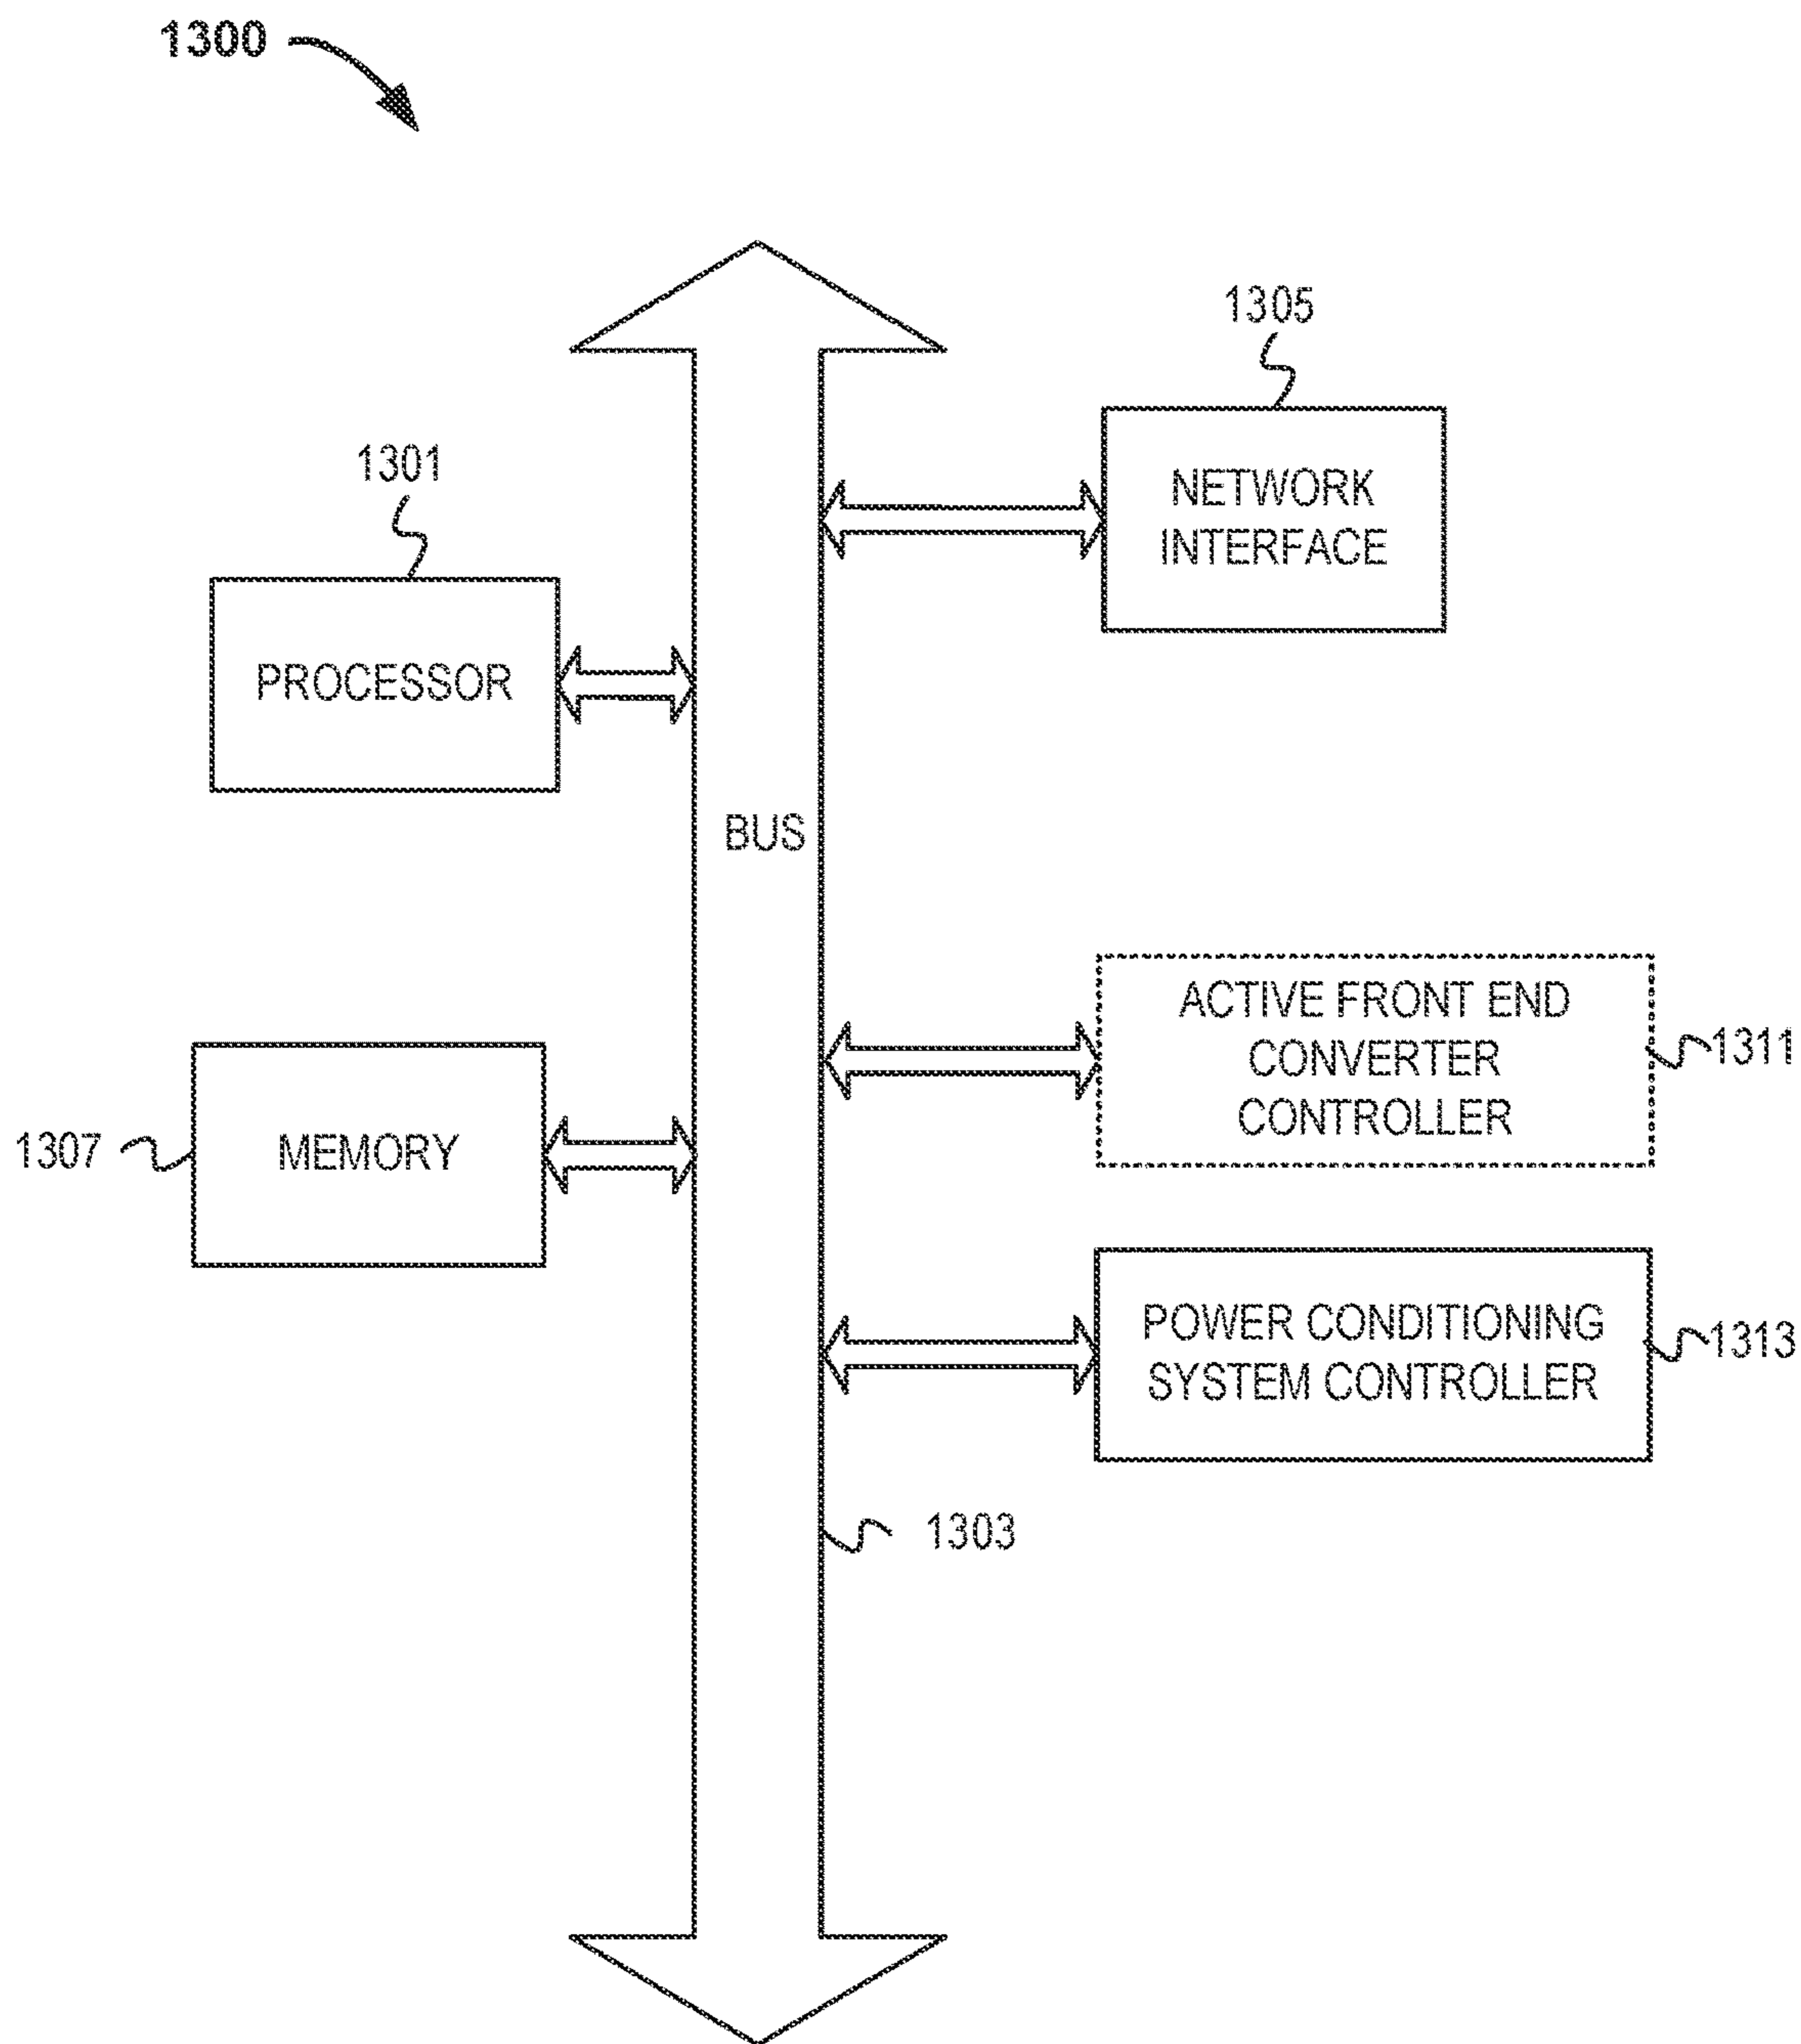 1300
1305
NETWORK
INTERFACE
1301
PROCESSOR
BUS
ACTIVE FRONT END
CONVERTER
CONTROLLER
1311
1307
MEMORY
POWER CONDITIONING
SYSTEM CONTROLLER
1313
1303